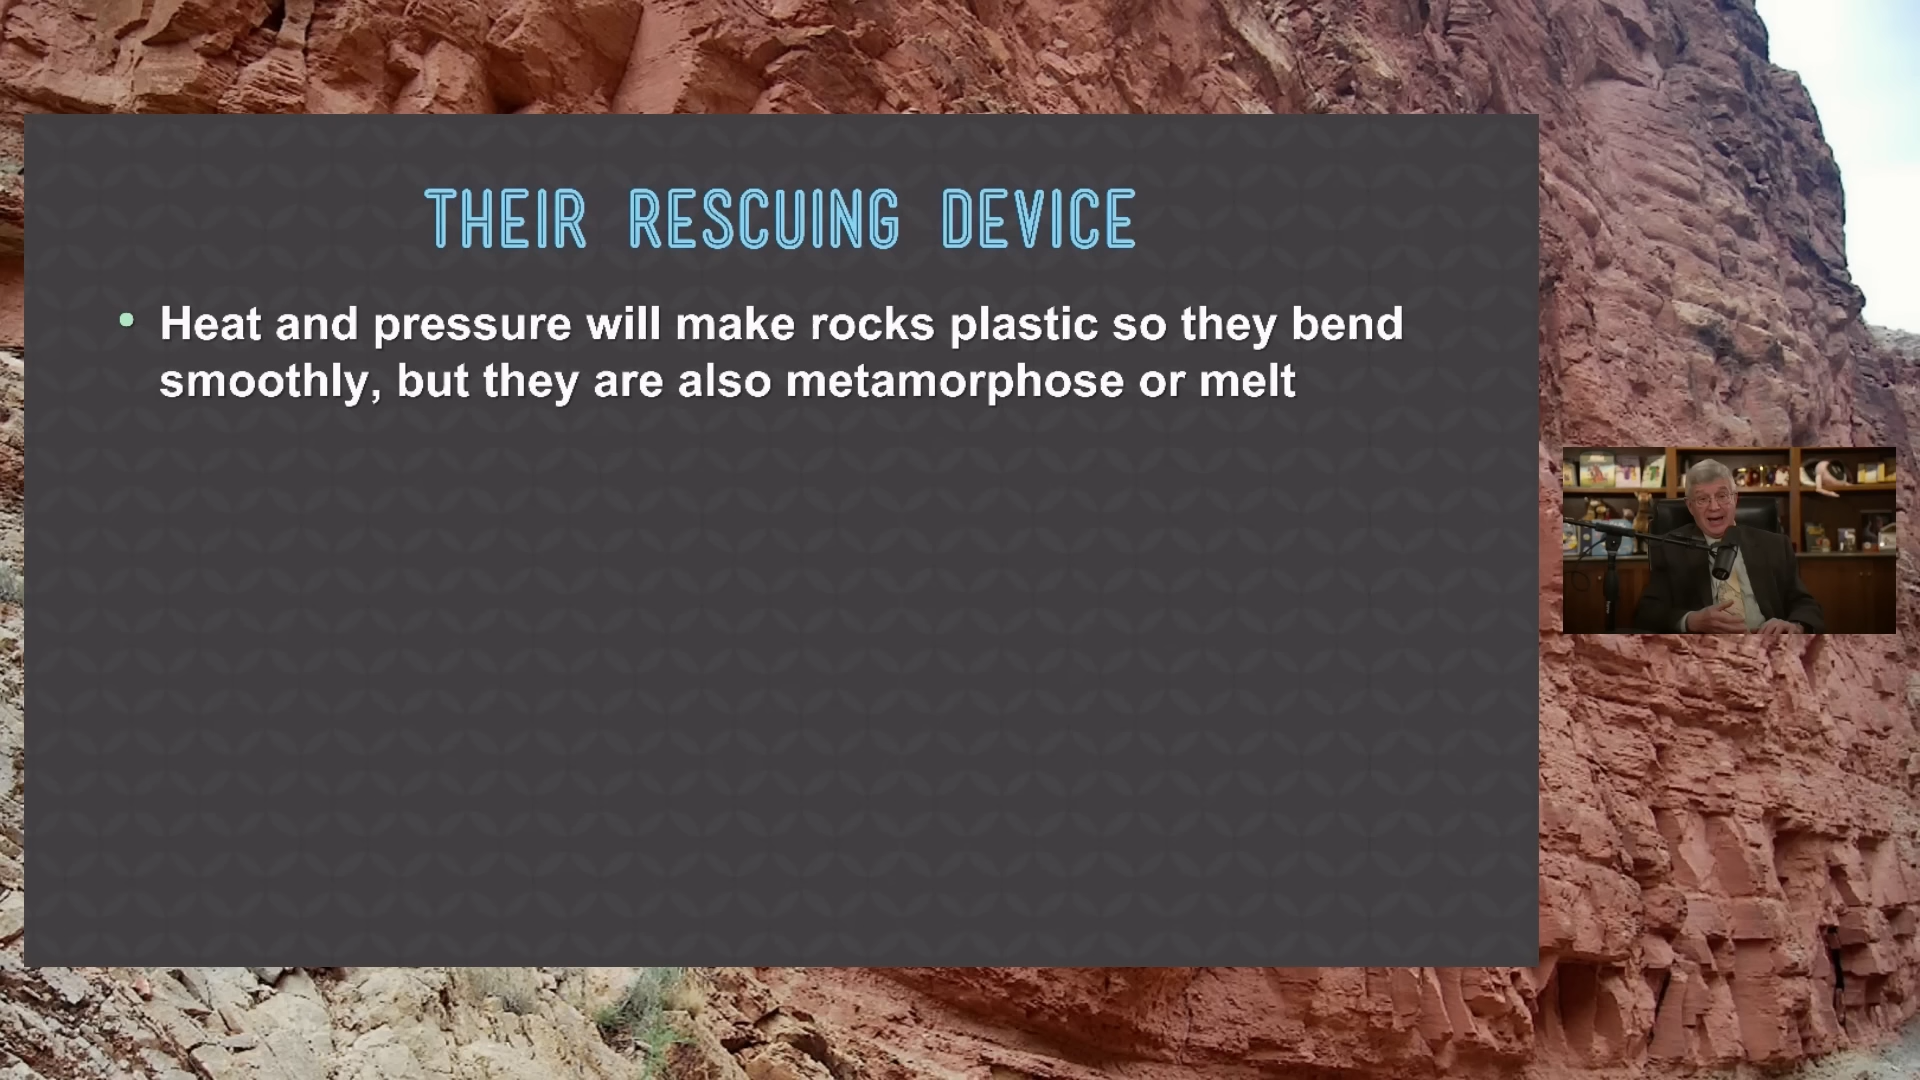 THEIR RESCUING DEVICE
• Heat and pressure will make rocks plastic so they bend
smoothly, but they are also metamorphose or melt